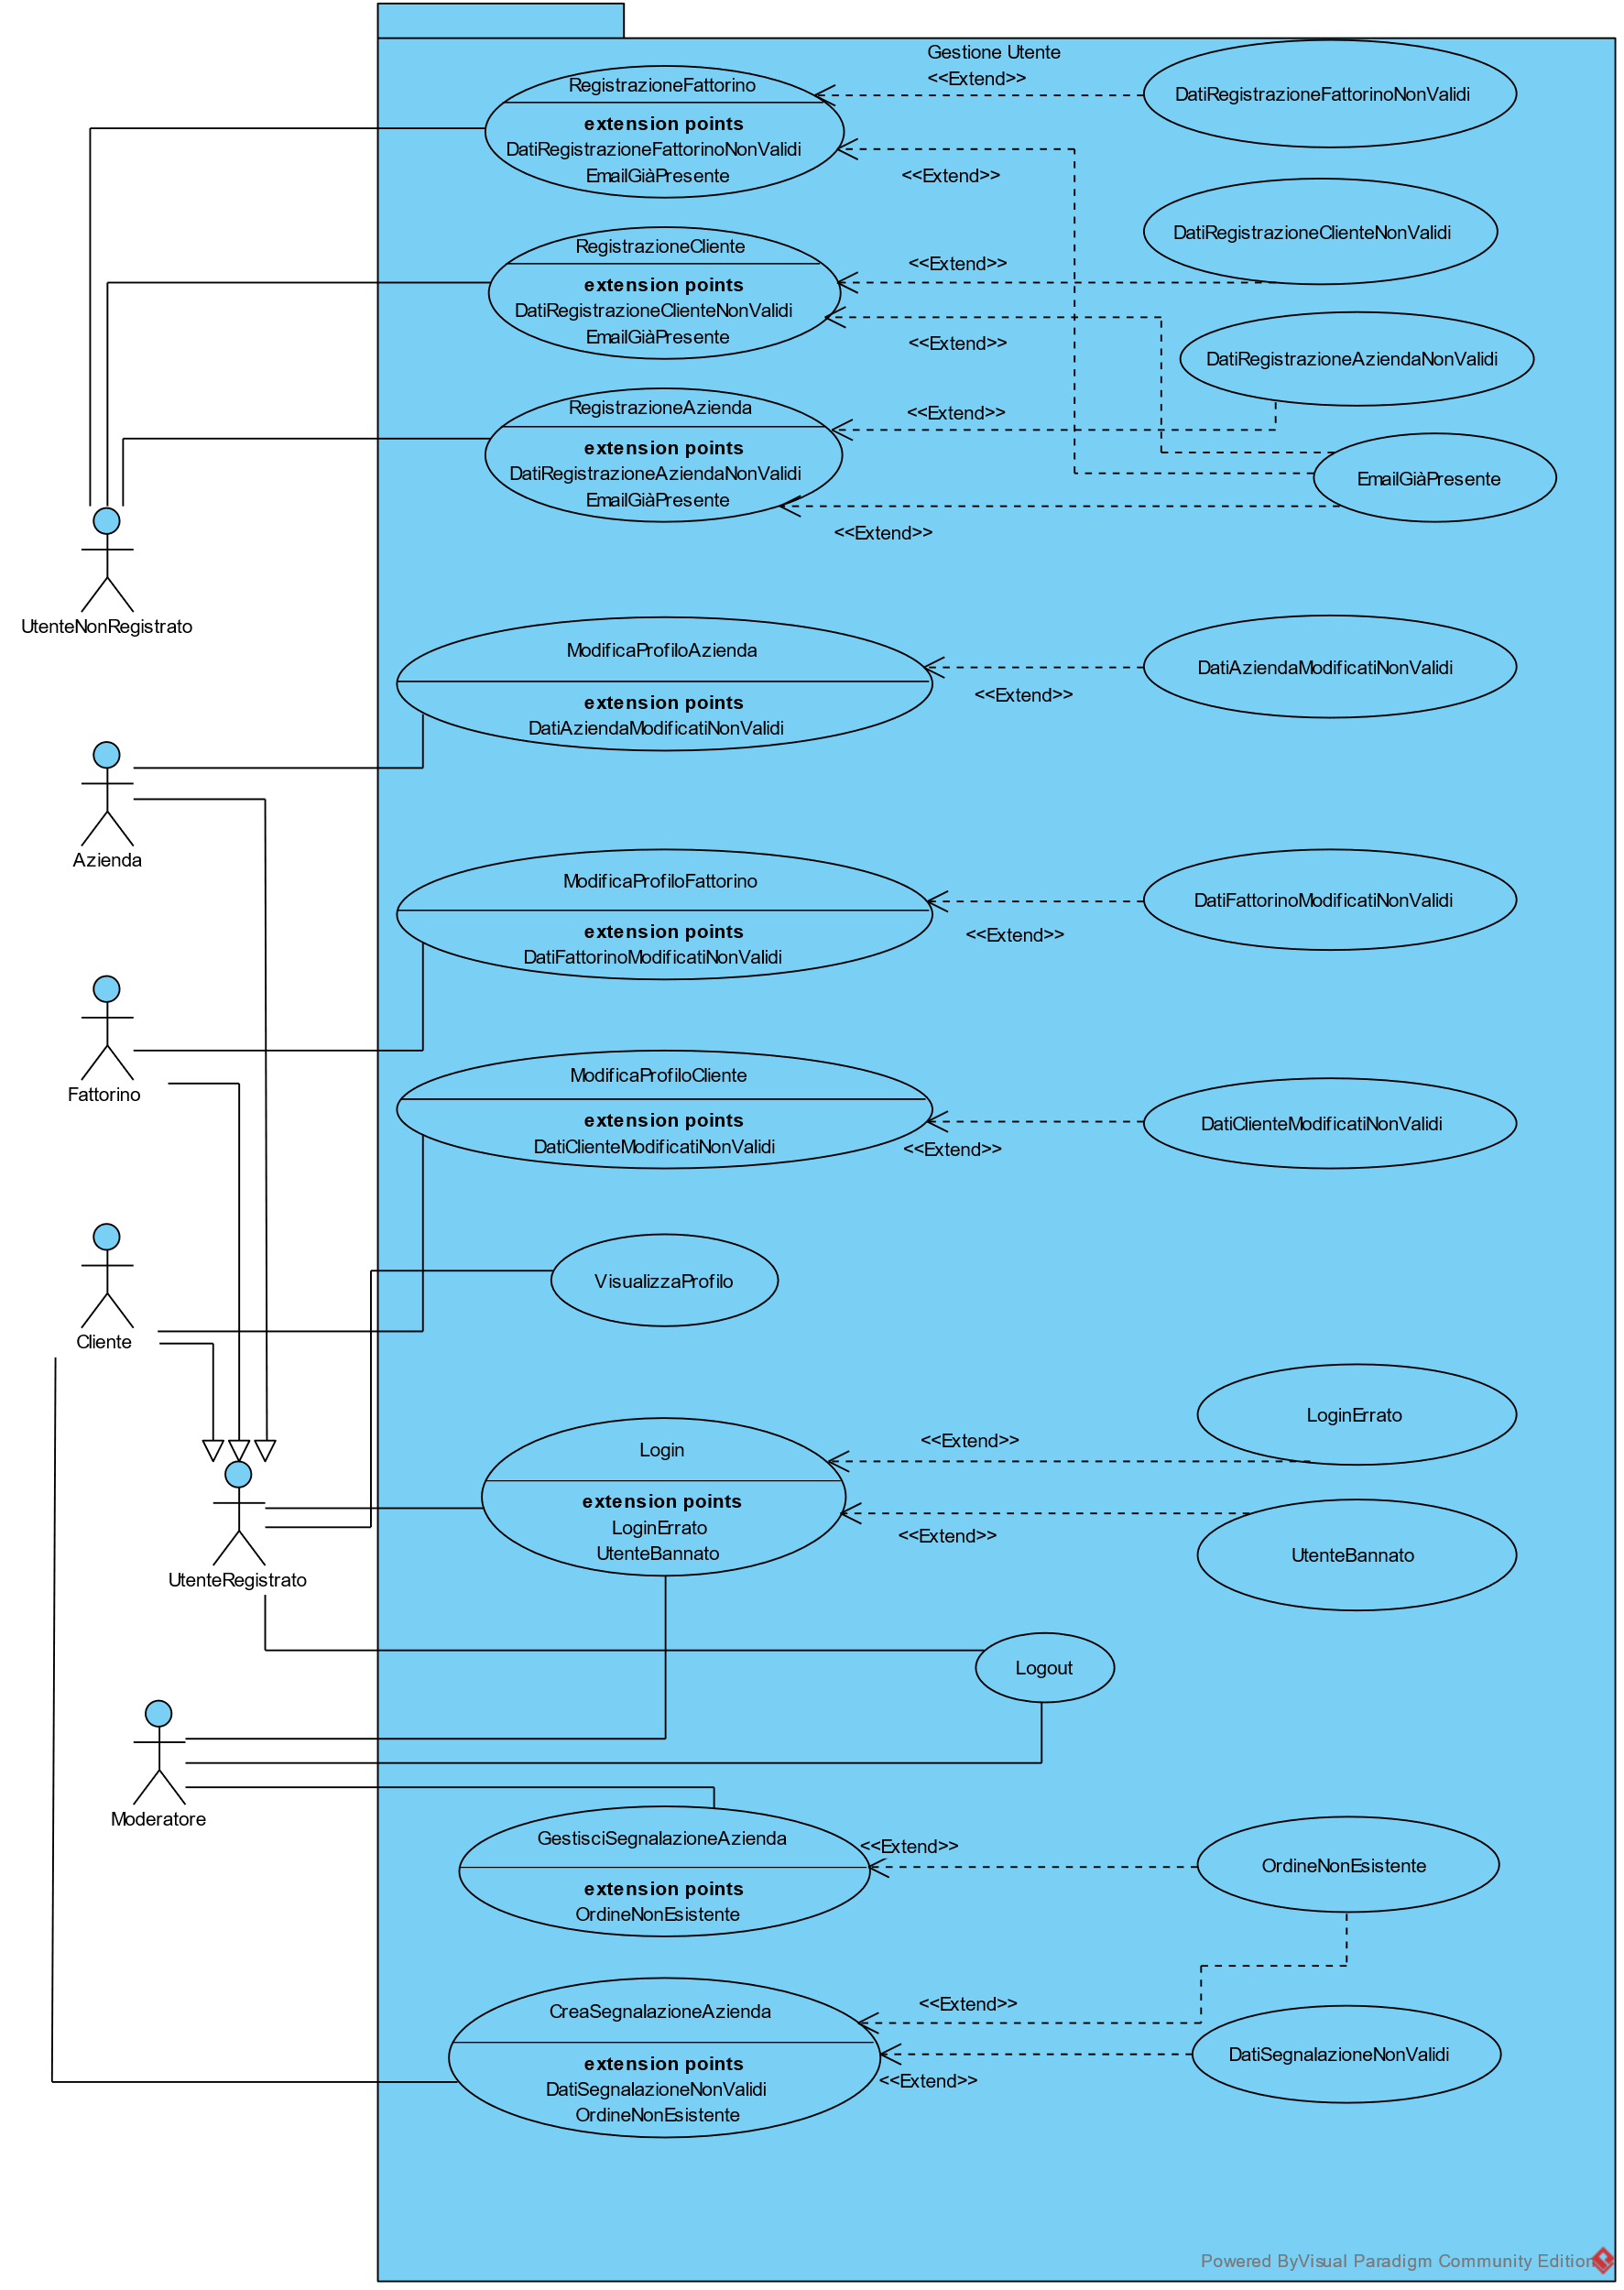 Gestione Utente
<<Extend>>
RegistrazioneFattorino
extension points
DatiRegistrazioneFattorinoNonValidi
EmailGiàPresente
DatiRegistrazioneFattorinoNonValidi
<<Extend>>
RegistrazioneCliente
extension points
DatiRegistrazioneClienteNonValidi
EmailGiàPresente
<<Extend>>
DatiRegistrazioneClienteNonValidi
<<Extend>>
DatiRegistrazioneAziendaNonValidi
RegistrazioneAzienda
extension points
DatiRegistrazioneAziendaNonValidi
EmailGiàPresente
<<Extend>>
EmailGiàPresente
<<Extend>>
UtenteNonRegistrato
ModificaProfiloAzienda
extension points
DatiAziendaModificatiNonValidi
<<Extend>>
DatiAziendaModificatiNonValidi
Azienda
ModificaProfiloFattorino
extension points
DatiFattorinoModificatiNonValidi
<<Extend>>
DatiFattorinoModificatiNonValidi
Fattorino
ModificaProfiloCliente
extension points
DatiClienteModificatiNonValidi
<<Extend>>
DatiClienteModificatiNonValidi
VisualizzaProfilo
Cliente
Login
extension points
LoginErrato
UtenteBannato
<<Extend>>
LoginErrato
<<Extend>>
UtenteBannato
UtenteRegistrato
Logout
Moderatore
GestisciSegnalazioneAzienda
extension points
OrdineNonEsistente
<<Extend>>
OrdineNonEsistente
CreaSegnalazioneAzienda
extension points
DatiSegnalazioneNonValidi
OrdineNonEsistente
<<Extend>>
DatiSegnalazioneNonValidi
<<Extend>>
Powered ByVisual Paradigm Community Edition